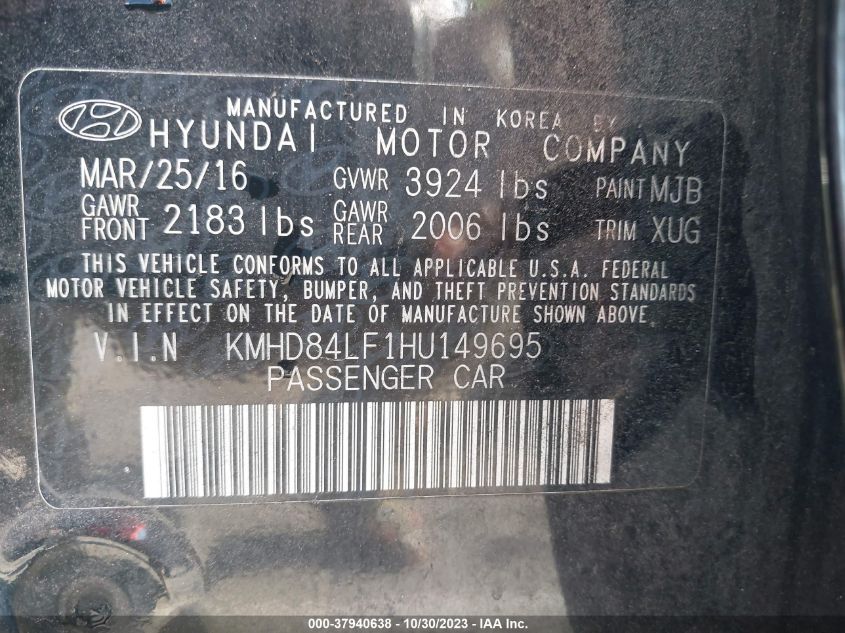 MANUFACTURED IN KOREA BY
HYUNDAI MOTOR COMPANY
MAR/25/16 GVWR 3924 lbs PAINT MJB
GAWR FRONT 2183 lbs GAWR REAR 2006 lbs TRIM XUG
THIS VEHICLE CONFORMS TO ALL APPLICABLE U.S.A. FEDERAL
MOTOR VEHICLE SAFETY, BUMPER, AND THEFT PREVENTION STANDARDS
IN EFFECT ON THE DATE OF MANUFACTURE SHOWN ABOVE.
V.I.N KMHD84LF1HU149695
PASSENGER CAR
000-37940638 - 10/30/2023 - IAA Inc.